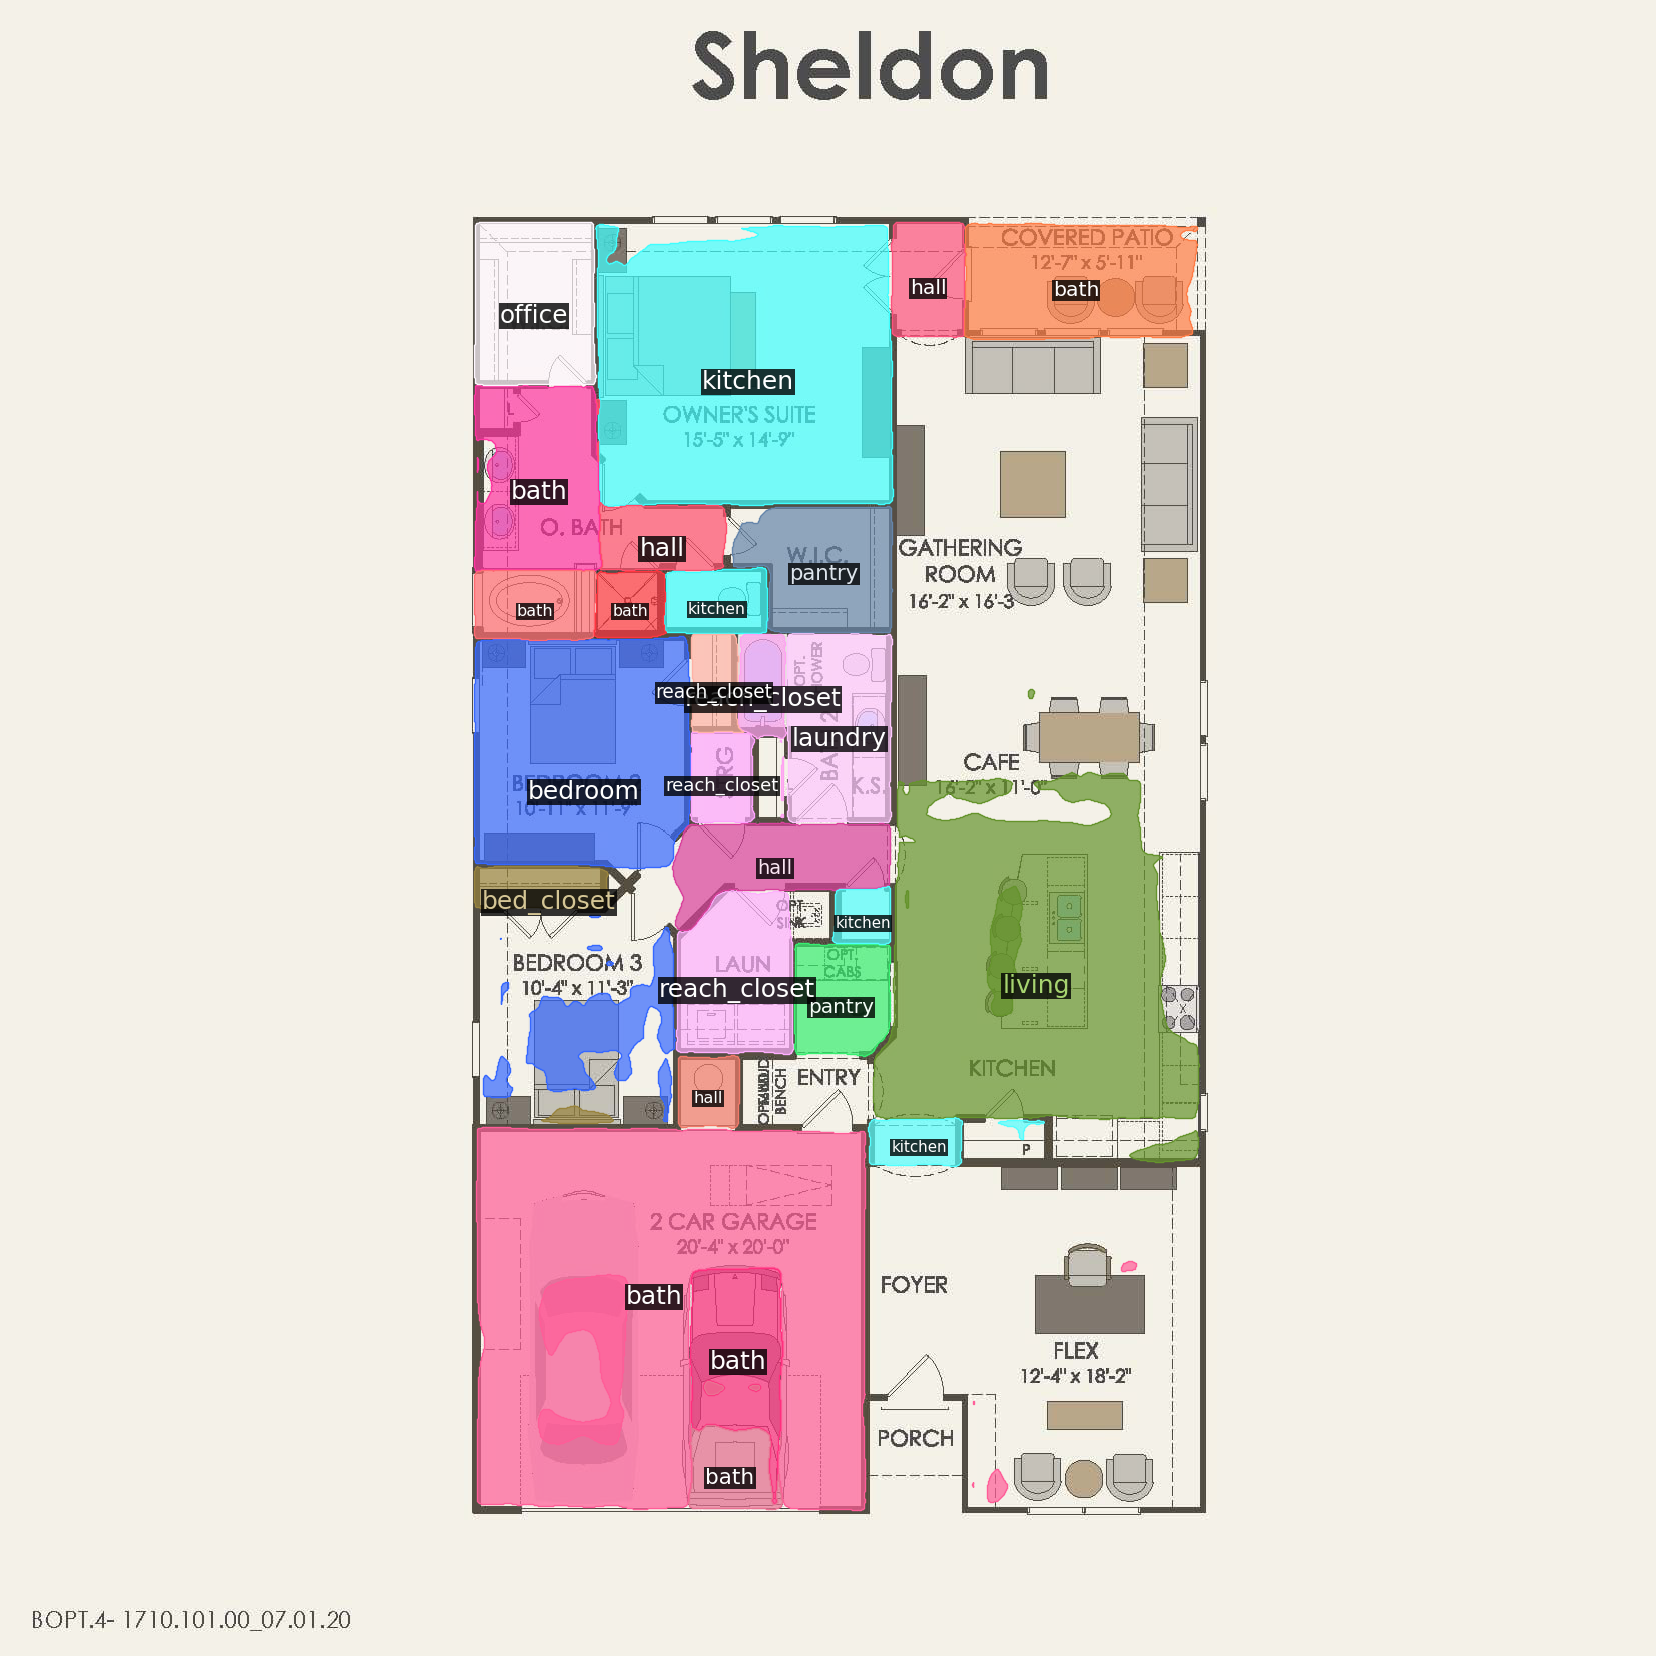 Sheldon
COVERED PATIO
12'-7" x 5'-11"
hall
bath
office
kitchen
OWNER'S SUITE
15'-5" x 14'-9"
bath
O. BATH
hall
W.I.C.
pantry
GATHERING
ROOM
16'-2" x 16'-3
bath
bath
kitchen
OPT.
reach_closet
reach_closet
laundry
CAFE
16'-2" x 11'-0"
reach_closet
K.S.
bedroom
10'-11" x 11'-9"
hall
bed_closet
OPT.
SINK
kitchen
BEDROOM 3
10'-4" x 11'-3"
LAUN
OPT.
CABS
reach_closet
pantry
living
KITCHEN
ENTRY
BENCH
hall
kitchen
P
2 CAR GARAGE
20'-4" x 20'-0"
bath
FOYER
FLEX
12'-4" x 18'-2"
bath
PORCH
bath
BOPT.4- 1710.101.00_07.01.20